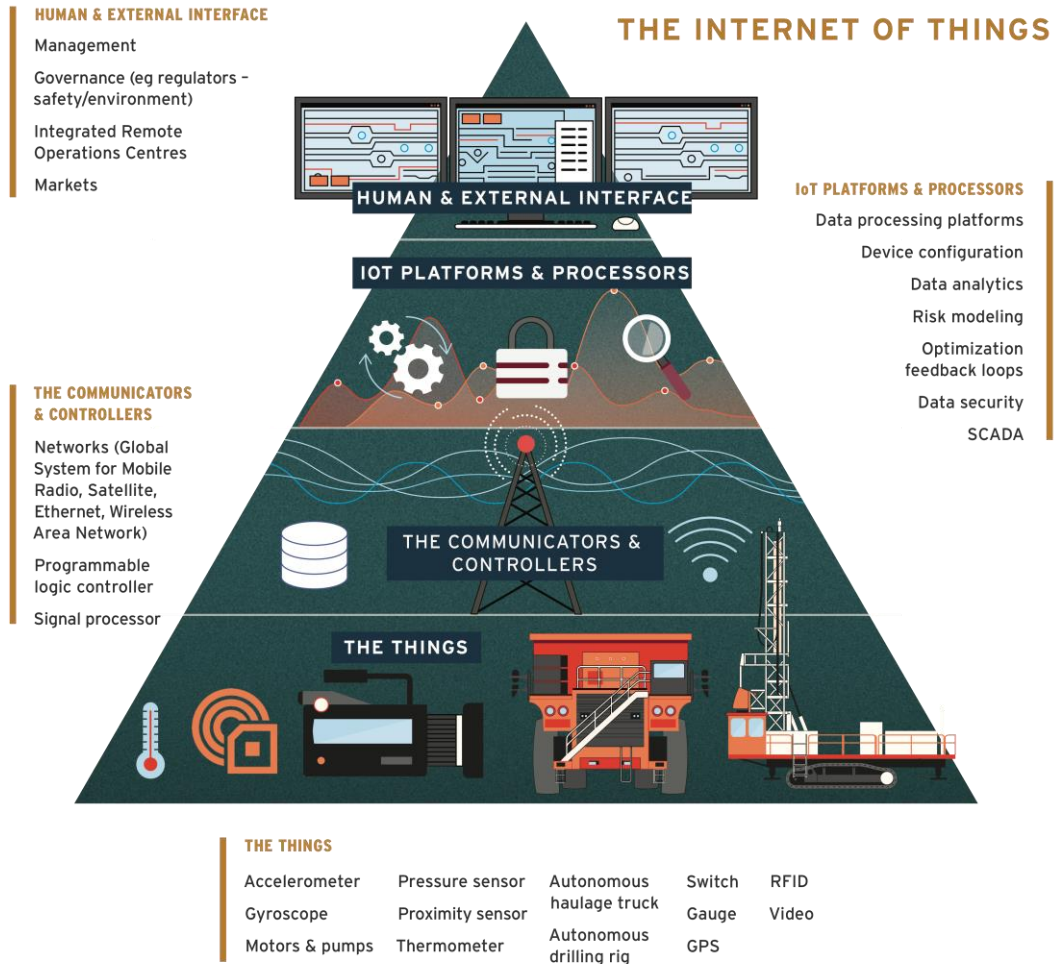 THE INTERNET OF THINGS
HUMAN & EXTERNAL INTERFACE
Management
Governance (eg regulators –
safety/environment)
Integrated Remote
Operations Centres
Markets
HUMAN & EXTERNAL INTERFACE
IoT PLATFORMS & PROCESSORS
Data processing platforms
Device configuration
Data analytics
Risk modeling
Optimization
feedback loops
Data security
SCADA
IOT PLATFORMS & PROCESSORS
THE COMMUNICATORS
& CONTROLLERS
Networks (Global
System for Mobile
Radio, Satellite,
Ethernet, Wireless
Area Network)
Programmable
logic controller
Signal processor
THE COMMUNICATORS &
CONTROLLERS
THE THINGS
THE THINGS
Accelerometer
Gyroscope
Motors & pumps
Pressure sensor
Proximity sensor
Thermometer
Autonomous
haulage truck
Autonomous
drilling rig
Switch
Gauge
GPS
RFID
Video